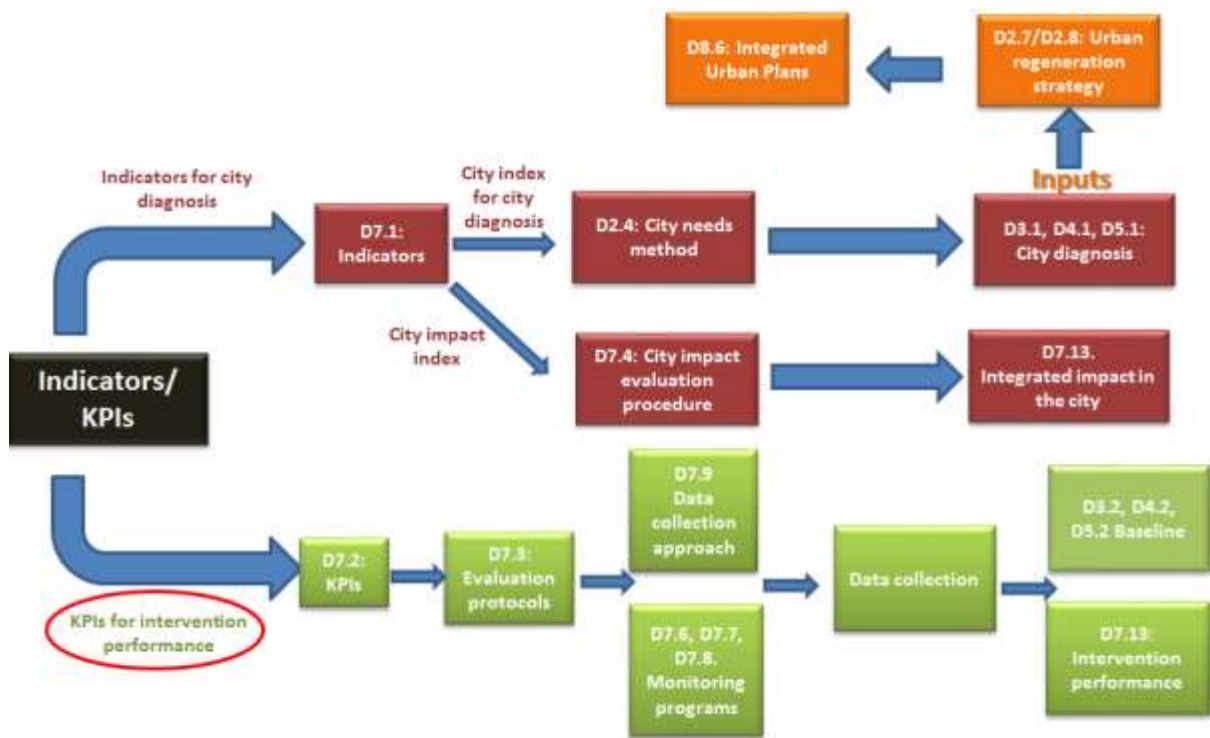 D8.6: Integrated
Urban Plans
D2.7/D2.8: Urban
regeneration
strategy
Inputs
Indicators for city
diagnosis
City index
for city
diagnosis
D7.1:
Indicators
D2.4: City needs
method
D3.1, D4.1, D5.1:
City diagnosis
City impact
index
D7.4: City impact
evaluation
procedure
D7.13.
Integrated impact in
the city
Indicators/
KPIs
D7.9
Data
collection
approach
D3.2, D4.2,
D5.2 Baseline
D7.2:
KPIs
D7.3:
Evaluation
protocols
Data collection
KPIs for intervention
performance
D7.6, D7.7,
D7.8.
Monitoring
programs
D7.13:
Intervention
performance